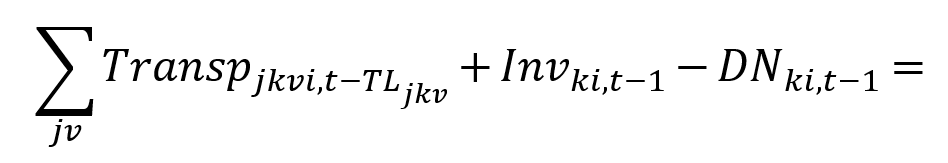 ∑_{jv} Transp_{jkvi,t−TL_{jkv}} + Inv_{ki,t−1} − DN_{ki,t−1} =